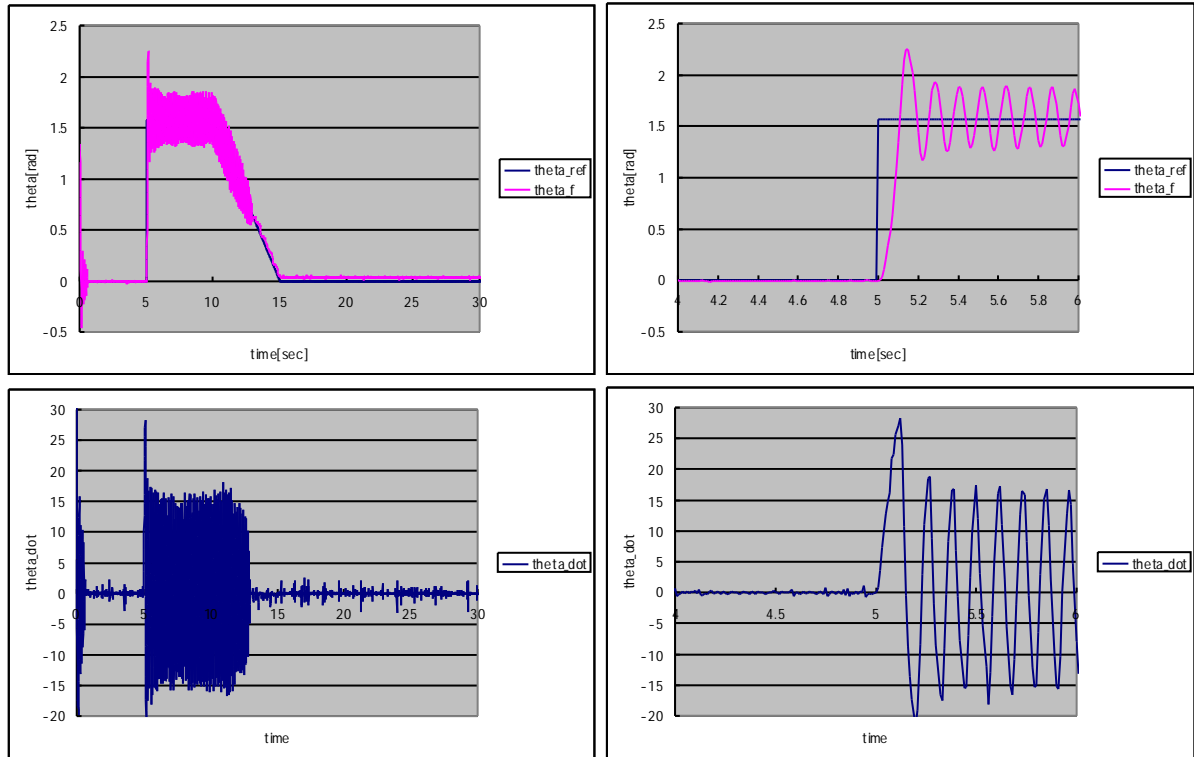 2.5
2
1.5
1
0.5
0
-0.5
theta[rad]
0 5 10 15 20 25 30
time[sec]
theta_ref
theta_f
2.5
2
1.5
1
0.5
0
-0.5
theta[rad]
4 4.2 4.4 4.6 4.8 5 5.2 5.4 5.6 5.8 6
time[sec]
theta_ref
theta_f
30
25
20
15
10
5
0
-5
-10
-15
-20
theta_dot
0 5 10 15 20 25 30
time
theta_dot
30
25
20
15
10
5
0
-5
-10
-15
-20
theta_dot
4 4.5 5 5.5 6
time
theta_dot